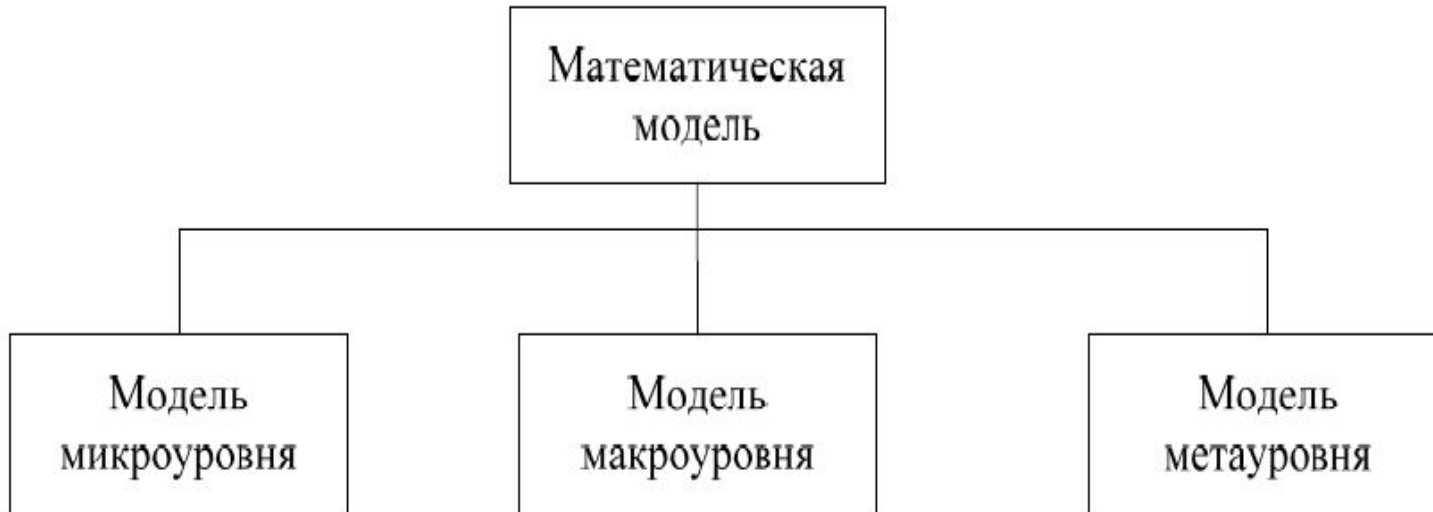 Математическая
модель
Модель
микроуровня
Модель
макроуровня
Модель
метауровня